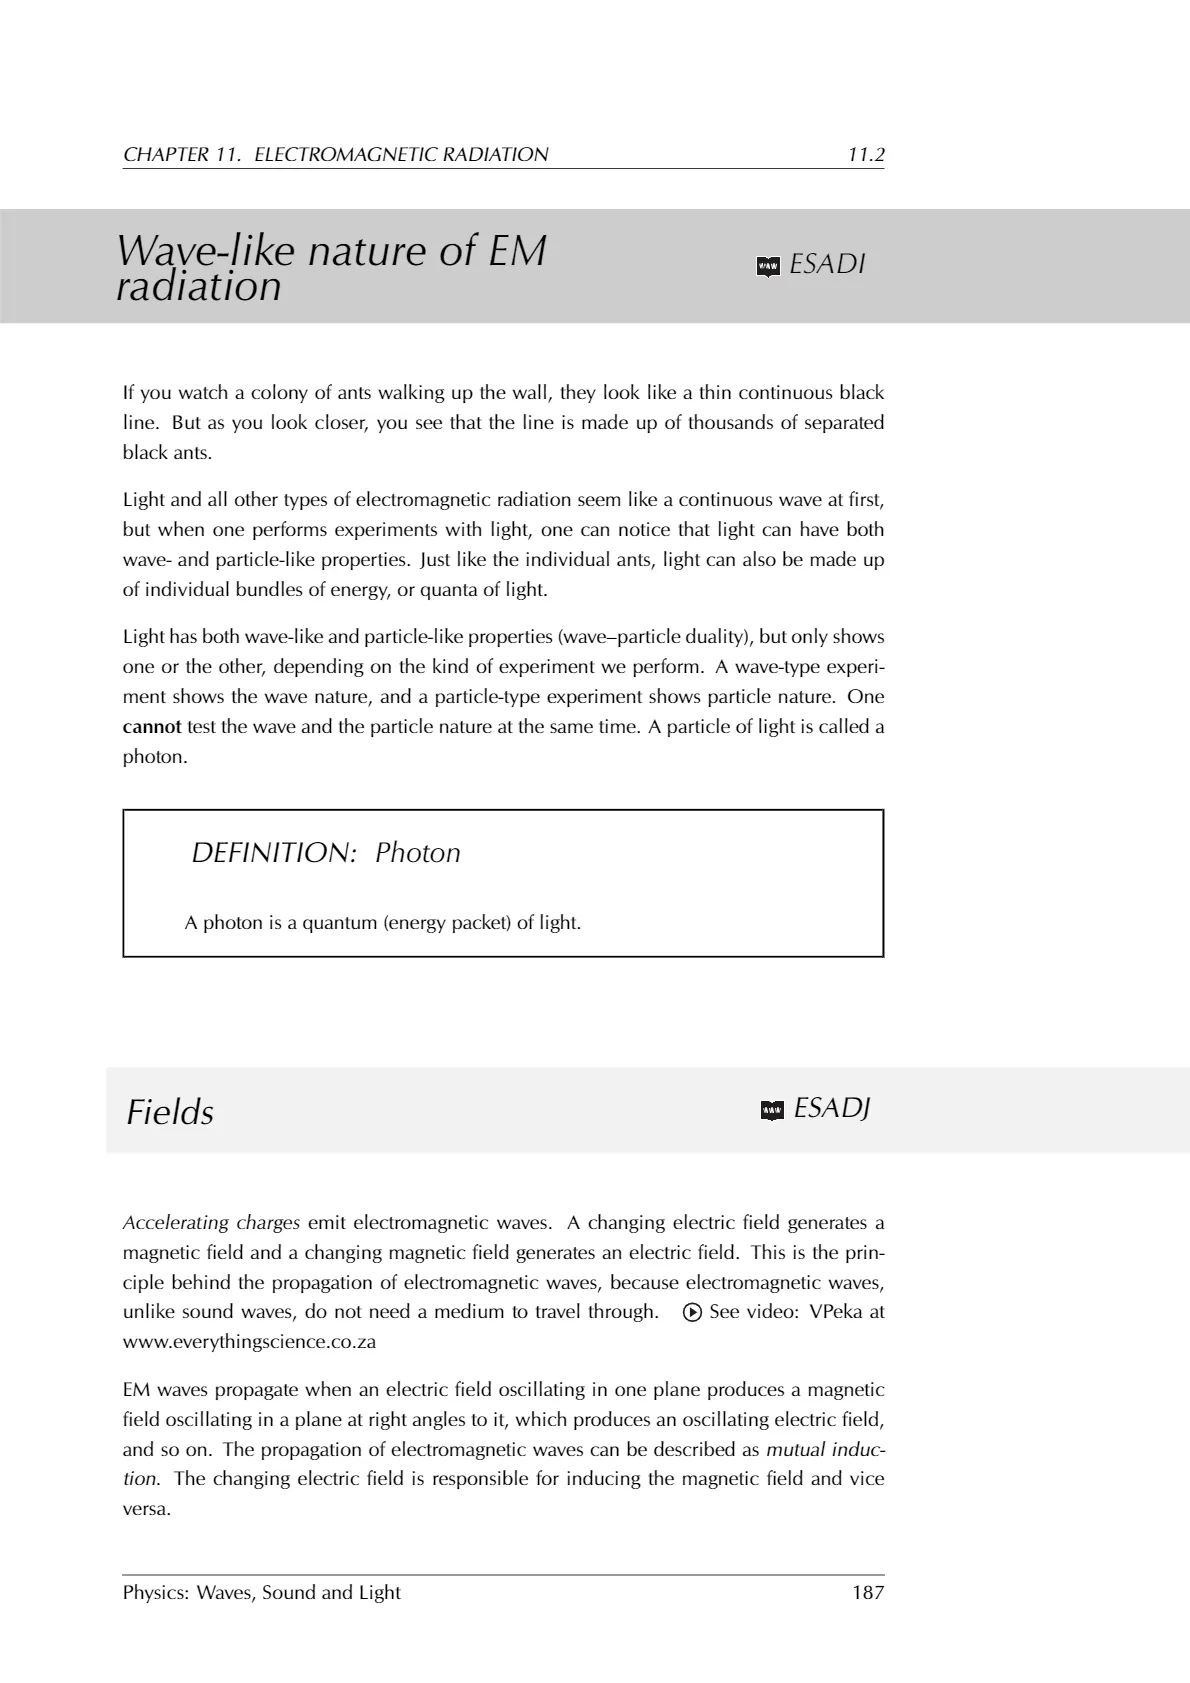 CHAPTER 11. ELECTROMAGNETIC RADIATION 11.2
Wave-like nature of EM
radiation
www ESADI
If you watch a colony of ants walking up the wall, they look like a thin continuous black
line. But as you look closer, you see that the line is made up of thousands of separated
black ants.
Light and all other types of electromagnetic radiation seem like a continuous wave at first,
but when one performs experiments with light, one can notice that light can have both
wave- and particle-like properties. Just like the individual ants, light can also be made up
of individual bundles of energy, or quanta of light.
Light has both wave-like and particle-like properties (wave–particle duality), but only shows
one or the other, depending on the kind of experiment we perform. A wave-type experi-
ment shows the wave nature, and a particle-type experiment shows particle nature. One
cannot test the wave and the particle nature at the same time. A particle of light is called a
photon.
DEFINITION: Photon
A photon is a quantum (energy packet) of light.
Fields
www ESADJ
Accelerating charges emit electromagnetic waves. A changing electric field generates a
magnetic field and a changing magnetic field generates an electric field. This is the prin-
ciple behind the propagation of electromagnetic waves, because electromagnetic waves,
unlike sound waves, do not need a medium to travel through. See video: VPeka at
www.everythingscience.co.za
EM waves propagate when an electric field oscillating in one plane produces a magnetic
field oscillating in a plane at right angles to it, which produces an oscillating electric field,
and so on. The propagation of electromagnetic waves can be described as mutual induc-
tion. The changing electric field is responsible for inducing the magnetic field and vice
versa.
Physics: Waves, Sound and Light 187